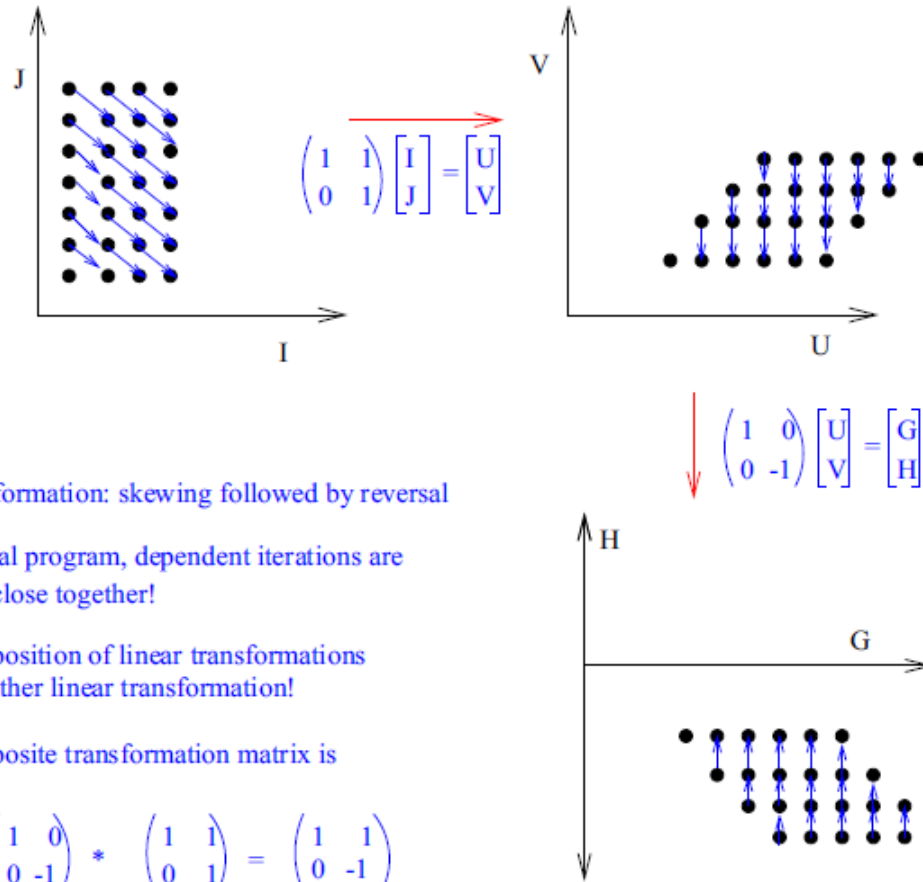 J
I
( 1 1 ) [ I ] = [ U ]
( 0 1 ) [ J ] [ V ]
V
U
( 1 0 ) [ U ] = [ G ]
( 0 -1 ) [ V ] [ H ]
formation: skewing followed by reversal
al program, dependent iterations are
close together!
position of linear transformations
ther linear transformation!
posite transformation matrix is
1 0 ) * ( 1 1 ) = ( 1 1 )
0 -1 ) ( 0 1 ) ( 0 -1 )
H
G